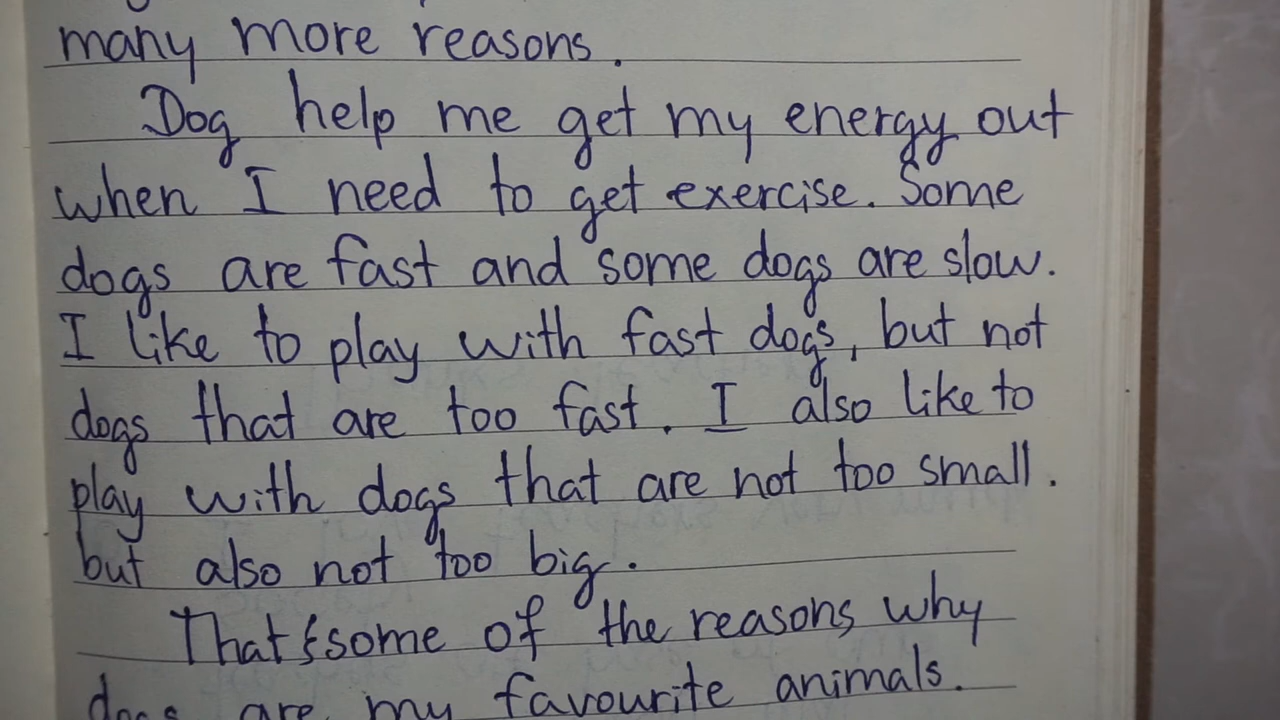 many more reasons.
Dog help me get my energy out
when I need to get exercise. Some
dogs are fast and some dogs are slow.
I like to play with fast dogs, but not
dogs that are too fast. I also like to
play with dogs that are not too small.
but also not too big.
That's some of the reasons why
dogs are my favourite animals.